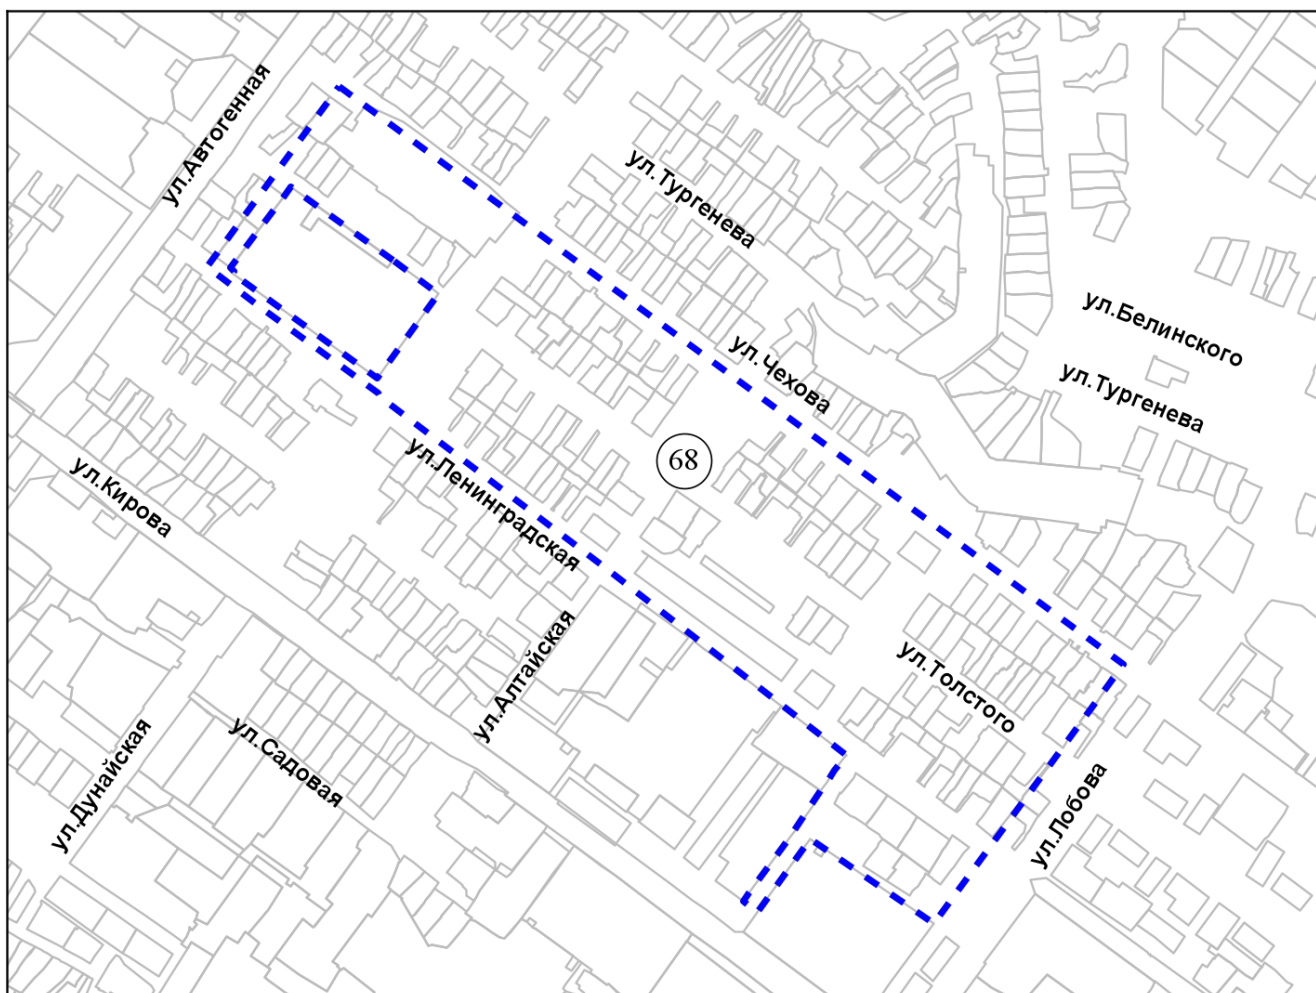 ул.Автогенная
ул.Тургенева
ул.Белинского
ул.Чехова
ул.Тургенева
68
ул.Ленинградская
ул.Кирова
ул.Толстого
ул.Алтайская
ул.Садовая
ул.Дунайская
ул.Лобова